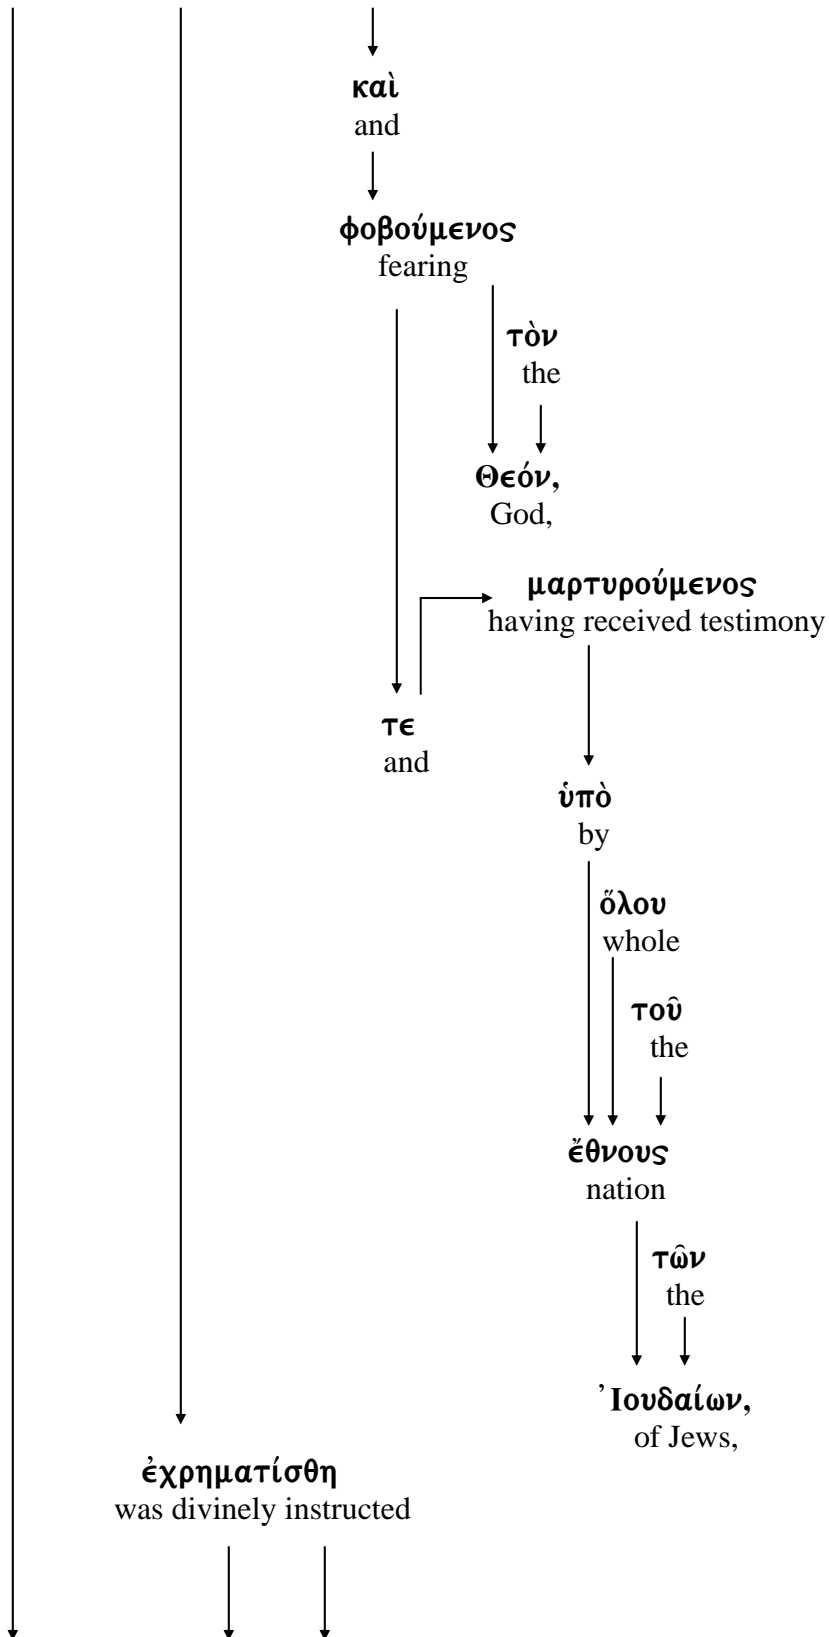 καὶ
and
φοβούμενος
fearing
τὸν
the
Θεόν,
God,
μαρτυρούμενος
having received testimony
τε
and
ὑπὸ
by
ὅλου
whole
τοῦ
the
ἔθνους
nation
τῶν
the
Ἰουδαίων,
of Jews,
ἐχρηματίσθη
was divinely instructed